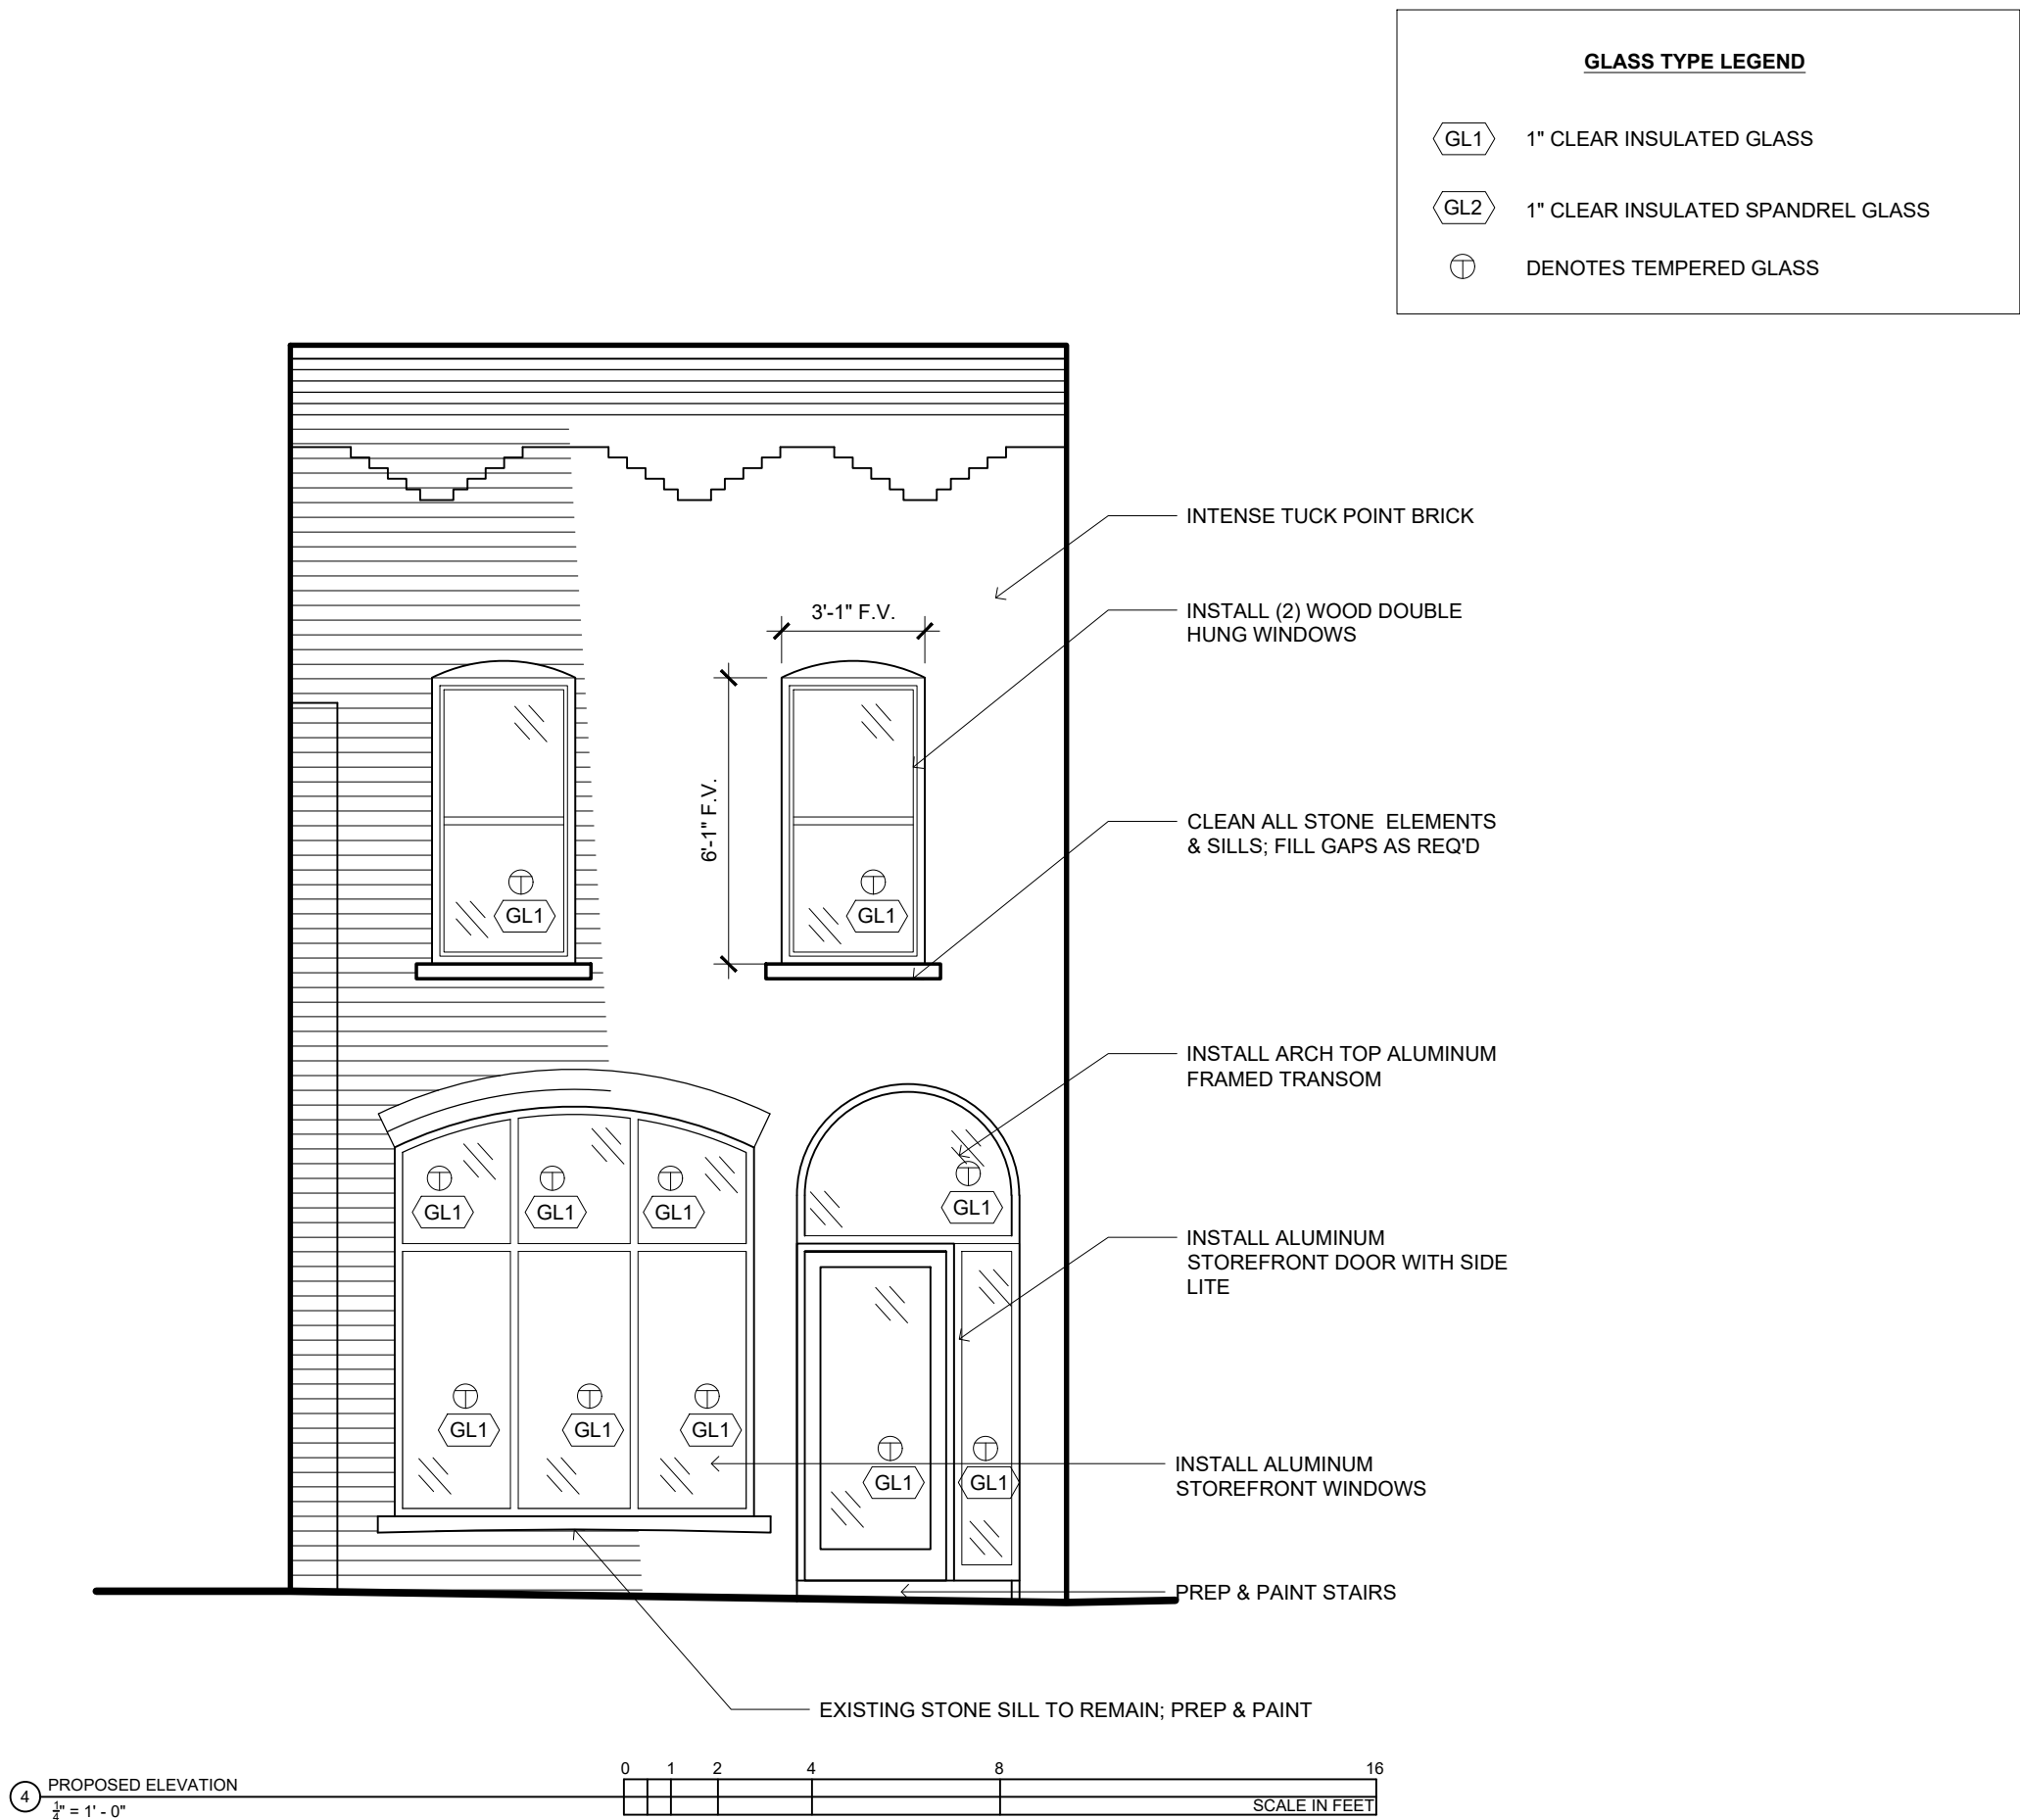 GLASS TYPE LEGEND
GL1 1" CLEAR INSULATED GLASS
GL2 1" CLEAR INSULATED SPANDREL GLASS
T DENOTES TEMPERED GLASS
INTENSE TUCK POINT BRICK
3'-1" F.V.
INSTALL (2) WOOD DOUBLE
HUNG WINDOWS
6'-1" F.V.
CLEAN ALL STONE ELEMENTS
& SILLS; FILL GAPS AS REQ'D
T T
GL1 GL1
INSTALL ARCH TOP ALUMINUM
FRAMED TRANSOM
T T T T
GL1 GL1 GL1 GL1
INSTALL ALUMINUM
STOREFRONT DOOR WITH SIDE
LITE
T T T T T
GL1 GL1 GL1 GL1 GL1
INSTALL ALUMINUM
STOREFRONT WINDOWS
PREP & PAINT STAIRS
EXISTING STONE SILL TO REMAIN; PREP & PAINT
4 PROPOSED ELEVATION
1/4" = 1' - 0"
0 1 2 4 8 16
SCALE IN FEET